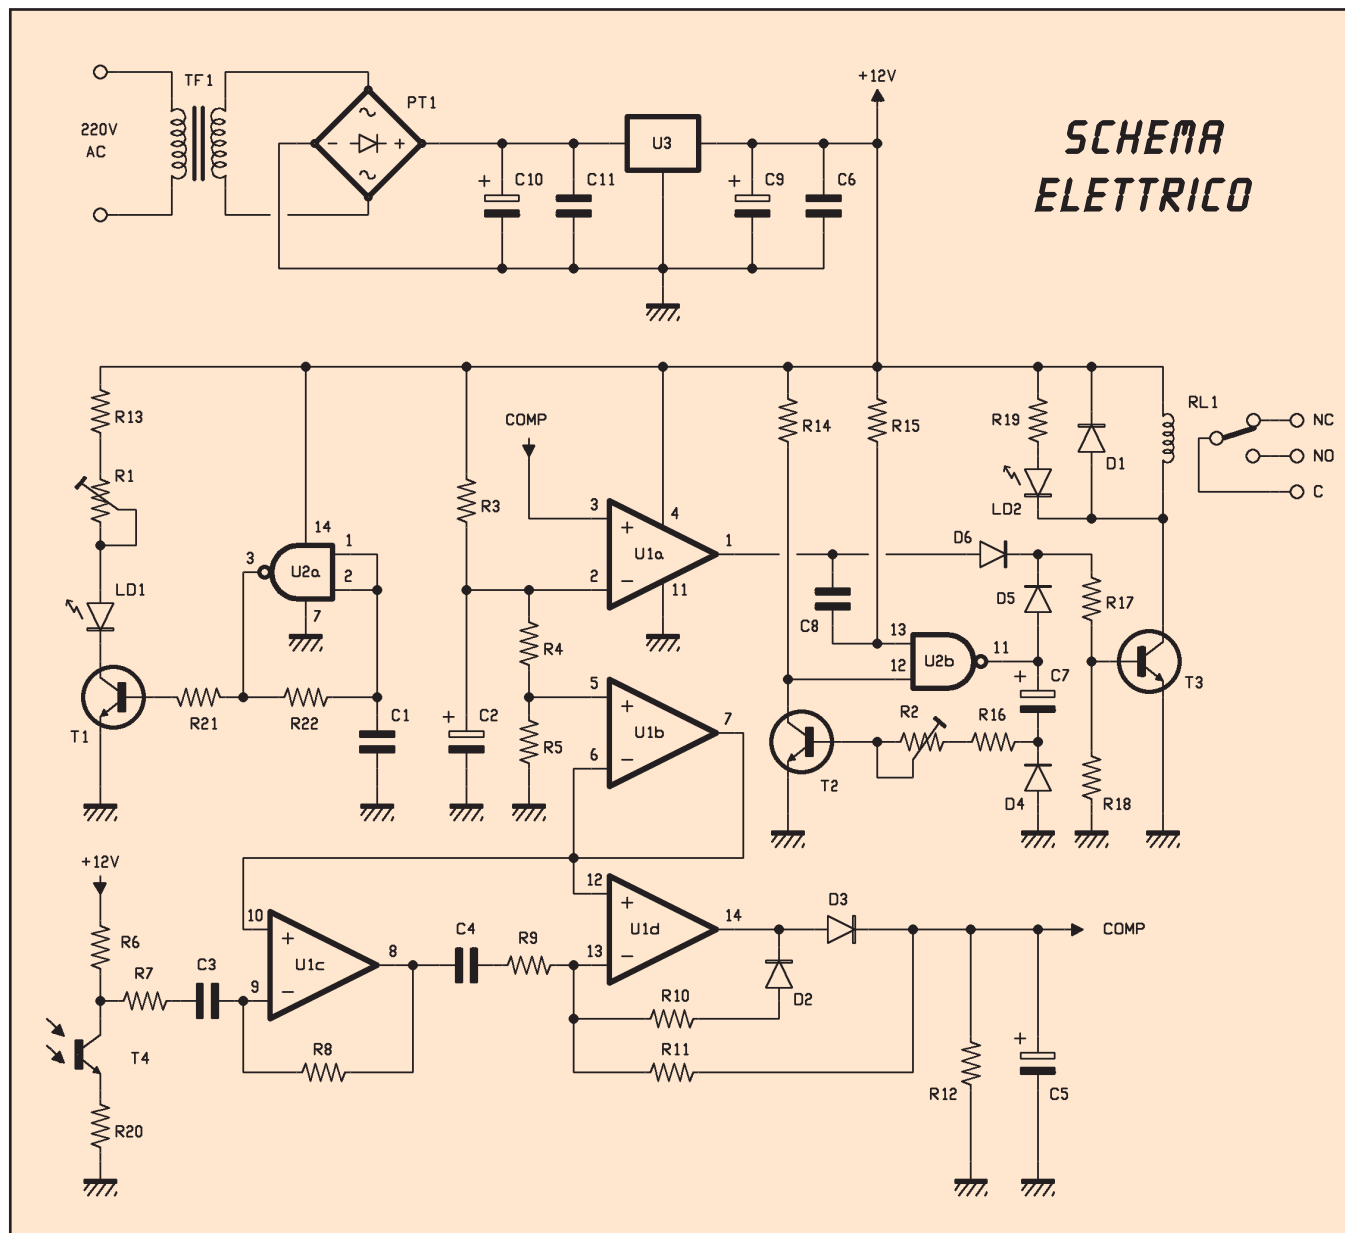 SCHEMA
ELETTRICO
TF1
220V
AC
PT1
- +
U3
+12V
+ C10
C11
+ C9
C6
R13
R1
LD1
T1
14
1
2
3
U2a
7
R21
R22
C1
COMP
R3
3
+
4
U1a
1
2
-
11
R4
+ C2
R5
5
+
7
U1b
6
-
R14
R15
R19
LD2
D1
RL1
NC
NO
C
D6
D5
R17
C8
13
12
U2b
11
+ C7
T3
R2
R16
T2
D4
R18
+12V
R6
R7
C3
T4
R20
10
+
U1c
8
9
-
R8
C4
R9
12
+
14
U1d
13
-
D3
COMP
D2
R10
R11
R12
+
C5